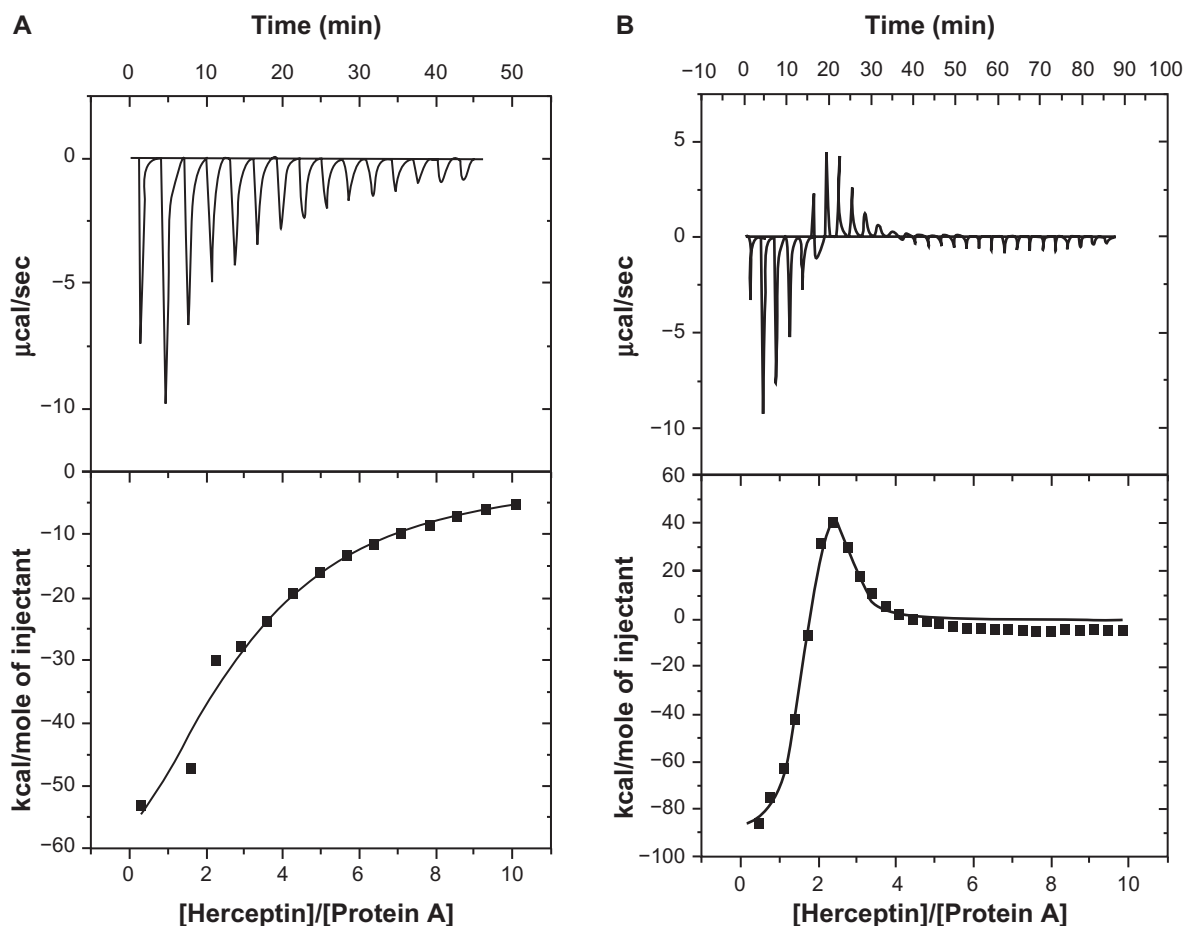 A
Time (min)
0 10 20 30 40 50
0
−5
−10
µcal/sec
0
−10
−20
−30
−40
−50
−60
kcal/mole of injectant
0 2 4 6 8 10
[Herceptin]/[Protein A]
B
Time (min)
−10 0 10 20 30 40 50 60 70 80 90 100
5
0
−5
−10
µcal/sec
60
40
20
0
−20
−40
−60
−80
−100
kcal/mole of injectant
0 2 4 6 8 10
[Herceptin]/[Protein A]